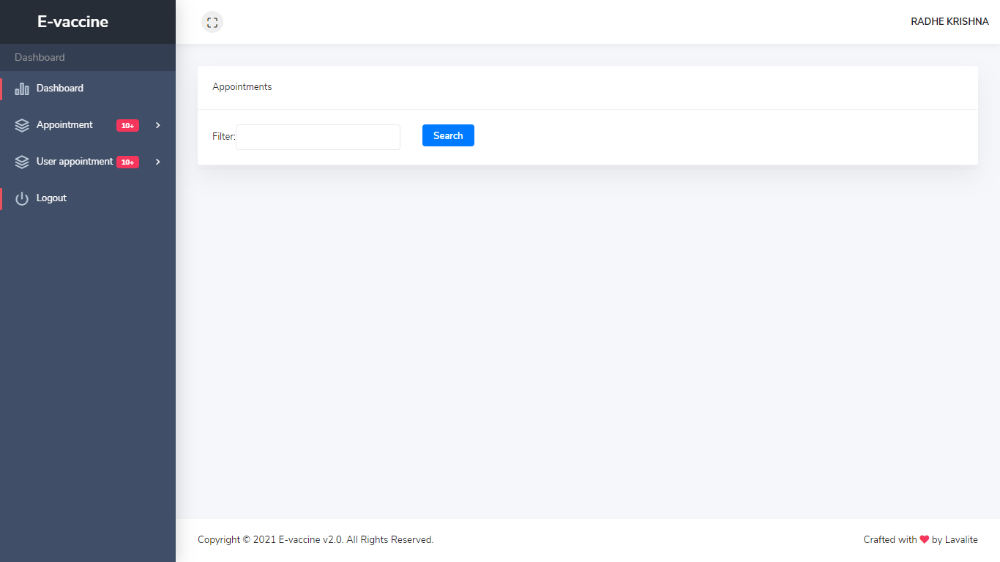 E-vaccine
RADHE KRISHNA
Dashboard
Dashboard
Appointment 10+
User appointment 10+
Logout
Appointments
Filter: Search
Copyright © 2021 E-vaccine v2.0. All Rights Reserved.
Crafted with ❤ by Lavalite